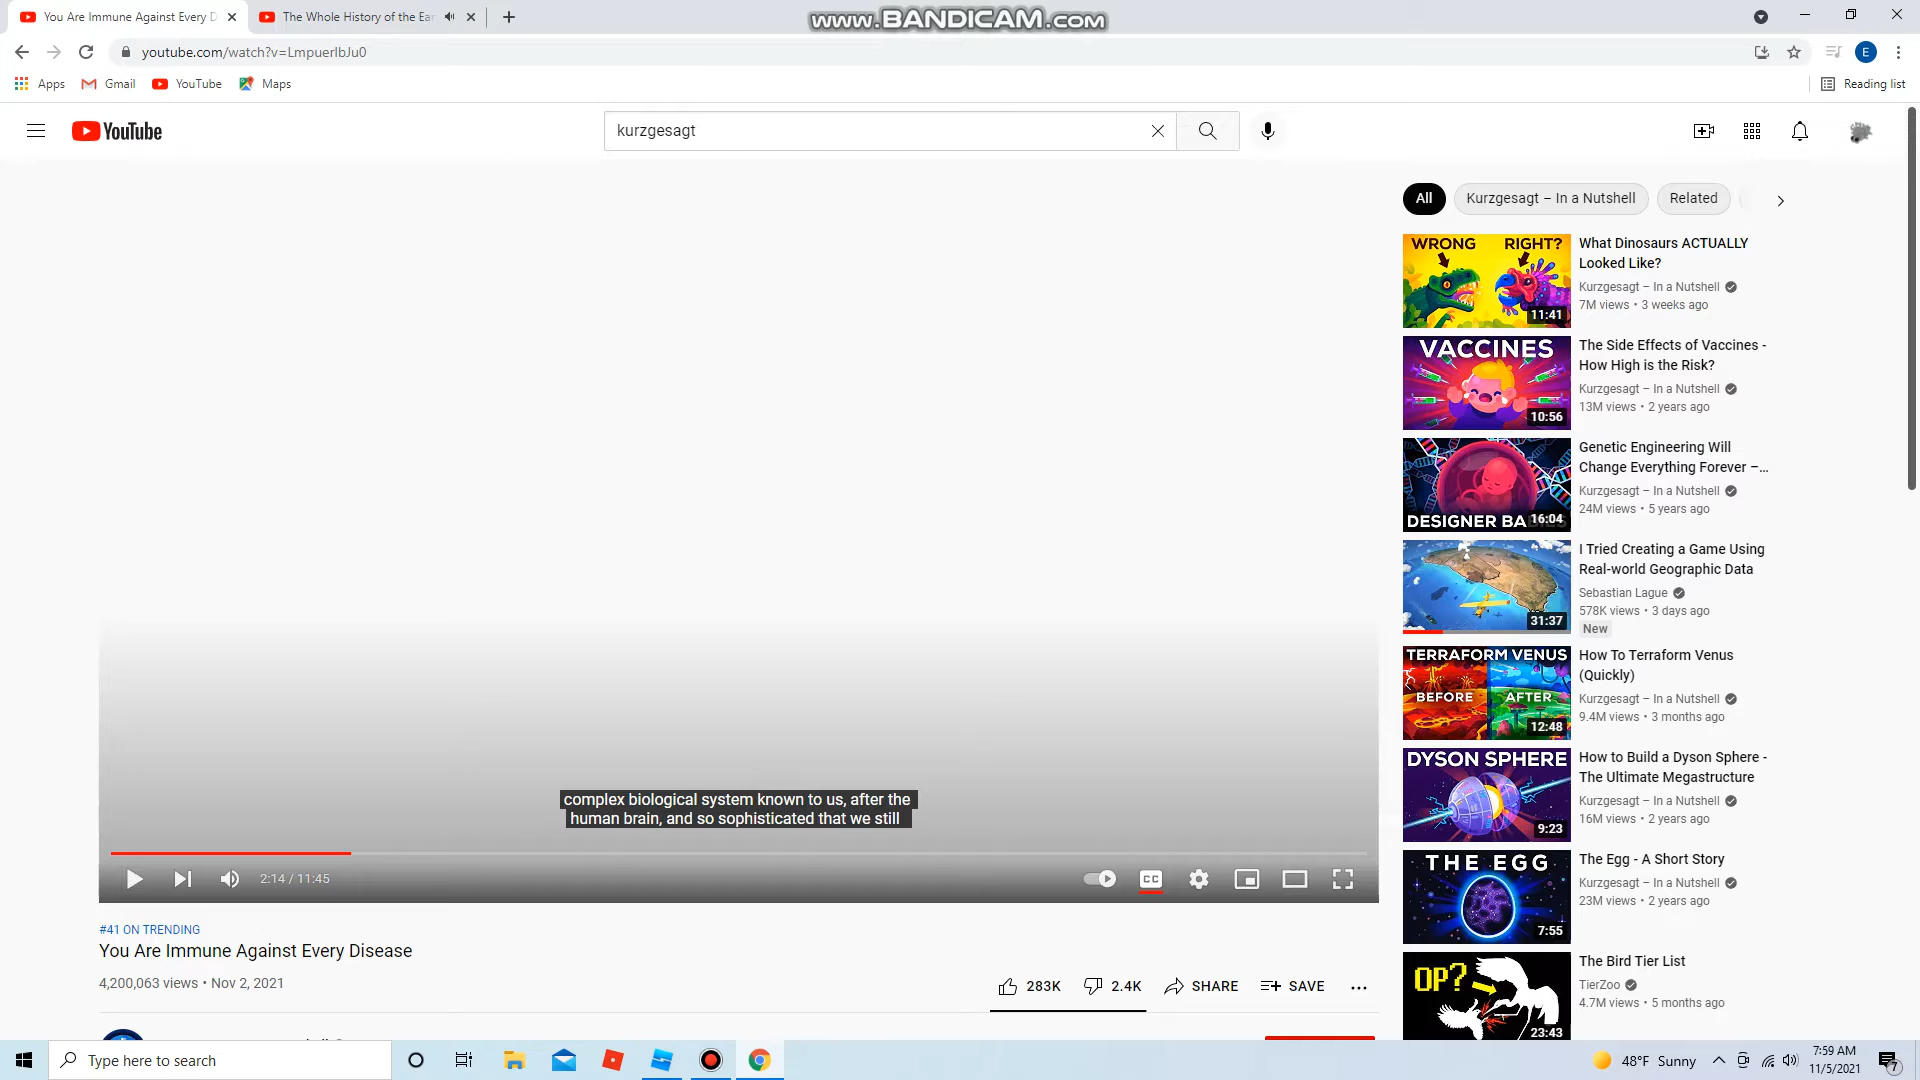 You Are Immune Against Every D
The Whole History of the Ear
www.BANDICAM.com
youtube.com/watch?v=LmpuerlbJu0
E
Apps
Gmail
YouTube
Maps
Reading list
YouTube
kurzgesagt
All
Kurzgesagt – In a Nutshell
Related
WRONG RIGHT?
11:41
What Dinosaurs ACTUALLY
Looked Like?
Kurzgesagt – In a Nutshell
7M views • 3 weeks ago
VACCINES
10:56
The Side Effects of Vaccines -
How High is the Risk?
Kurzgesagt – In a Nutshell
13M views • 2 years ago
DESIGNER BABIES
16:04
Genetic Engineering Will
Change Everything Forever –...
Kurzgesagt – In a Nutshell
24M views • 5 years ago
31:37
I Tried Creating a Game Using
Real-world Geographic Data
Sebastian Lague
578K views • 3 days ago
New
TERRAFORM VENUS
BEFORE AFTER
12:48
How To Terraform Venus
(Quickly)
Kurzgesagt – In a Nutshell
9.4M views • 3 months ago
DYSON SPHERE
9:23
How to Build a Dyson Sphere -
The Ultimate Megastructure
Kurzgesagt – In a Nutshell
16M views • 2 years ago
THE EGG
7:55
The Egg - A Short Story
Kurzgesagt – In a Nutshell
23M views • 2 years ago
OP?
23:43
The Bird Tier List
TierZoo
4.7M views • 5 months ago
complex biological system known to us, after the
human brain, and so sophisticated that we still
2:14 / 11:45
CC
#41 ON TRENDING
You Are Immune Against Every Disease
4,200,063 views • Nov 2, 2021
283K
2.4K
SHARE
SAVE
Type here to search
48°F Sunny
7:59 AM
11/5/2021
7